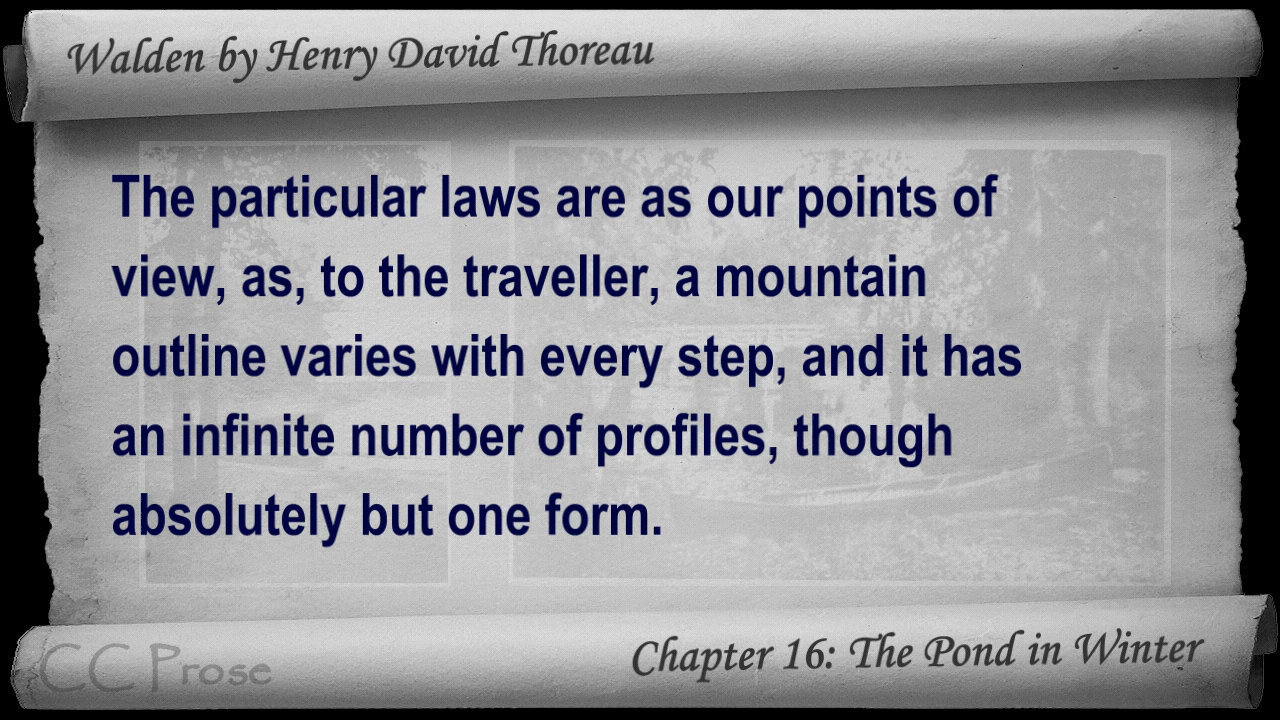 Walden by Henry David Thoreau
The particular laws are as our points of
view, as, to the traveller, a mountain
outline varies with every step, and it has
an infinite number of profiles, though
absolutely but one form.
CC Prose
Chapter 16: The Pond in Winter